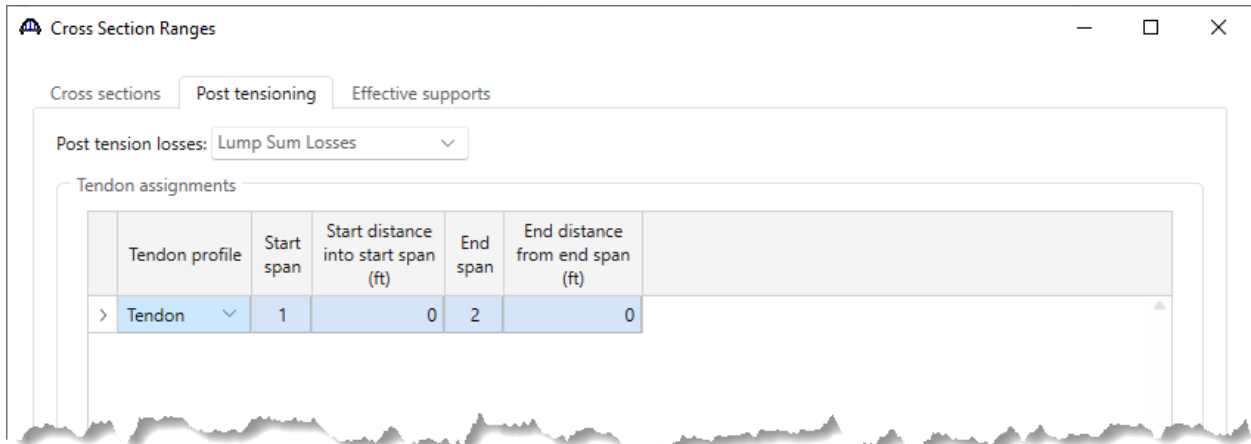 Cross Section Ranges
Cross sections Post tensioning Effective supports
Post tension losses: Lump Sum Losses
Tendon assignments
Tendon profile
Start
span
Start distance
into start span
(ft)
End
span
End distance
from end span
(ft)
Tendon 1 0 2 0